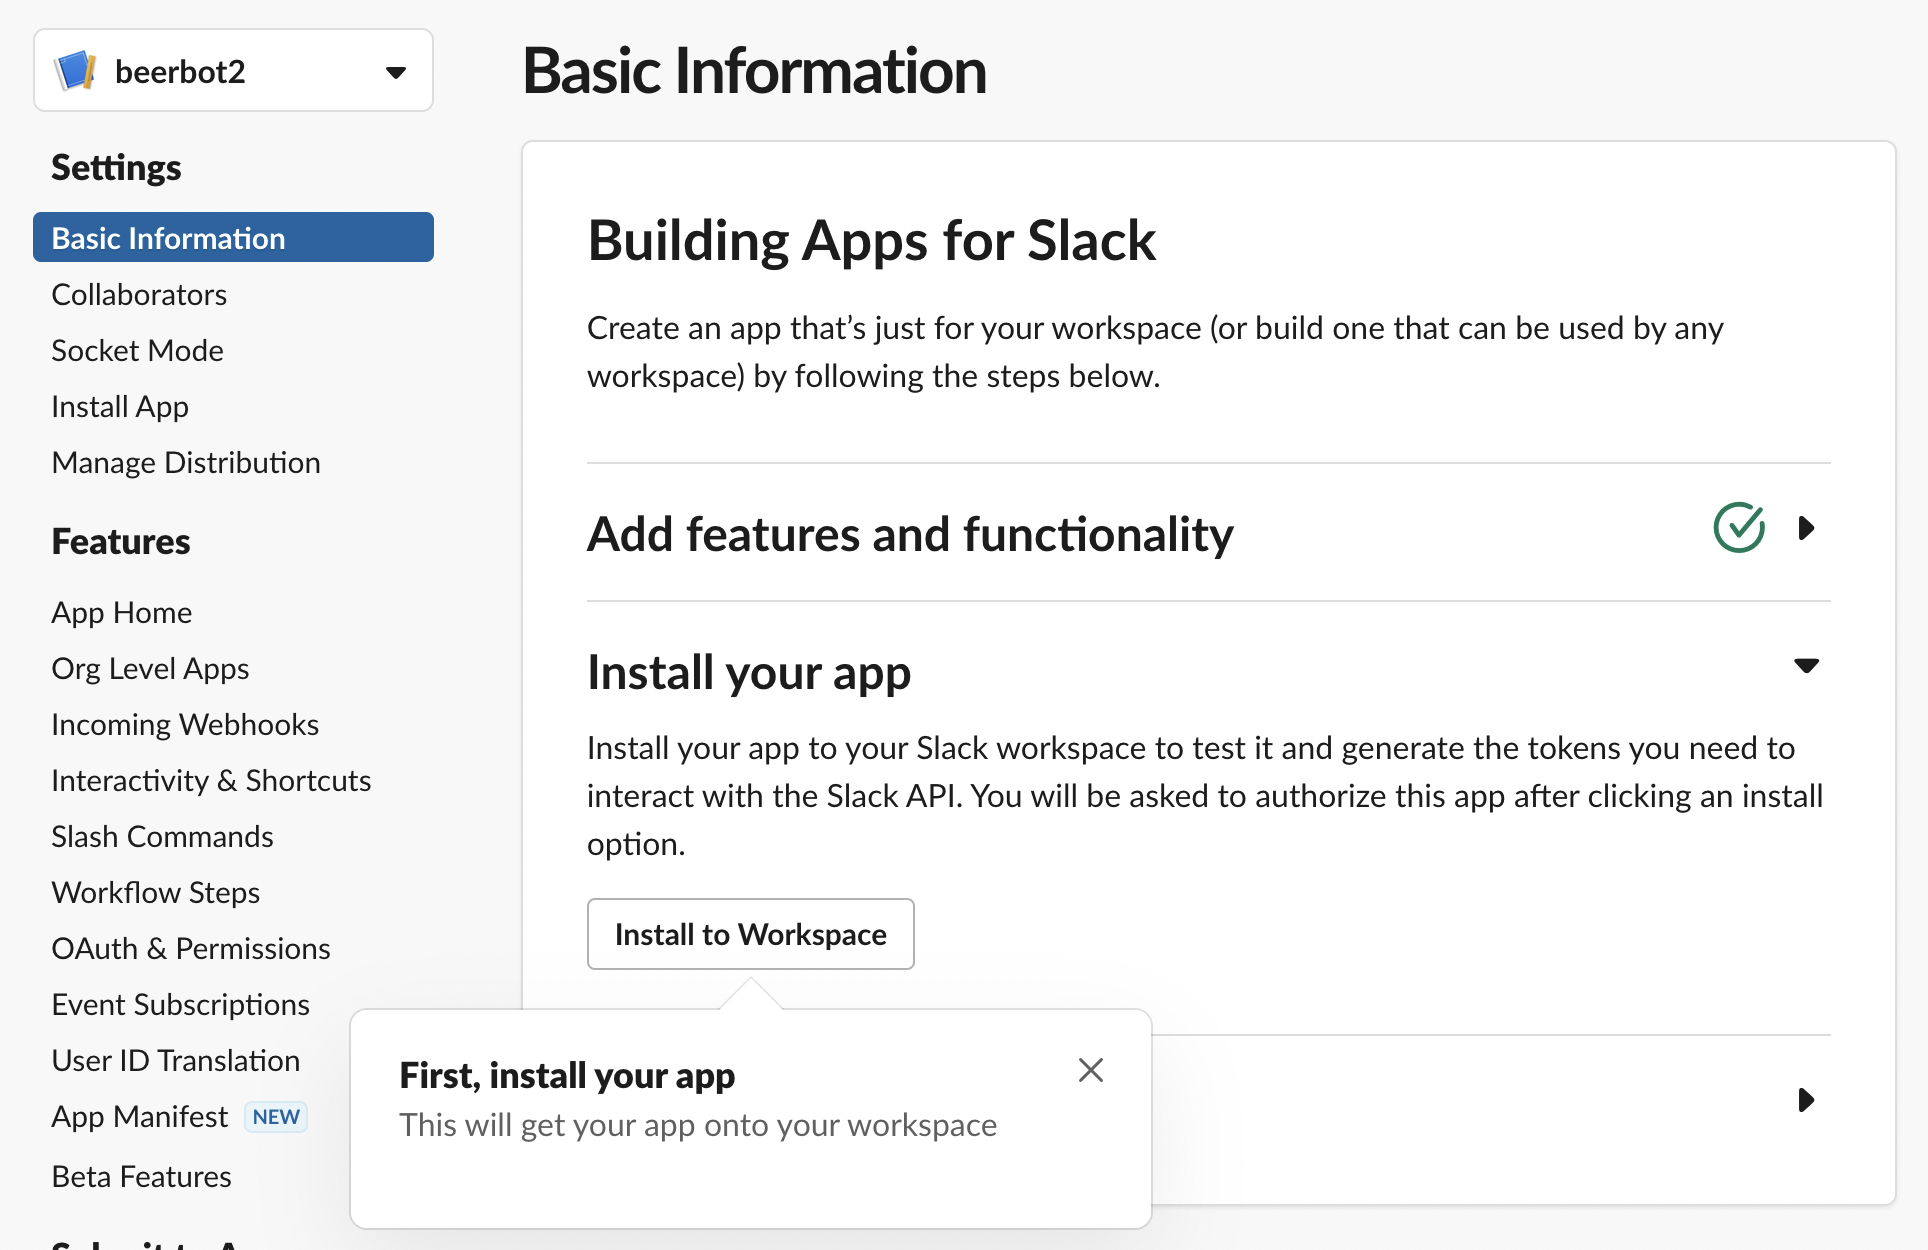 beerbot2
Settings
Basic Information
Collaborators
Socket Mode
Install App
Manage Distribution
Features
App Home
Org Level Apps
Incoming Webhooks
Interactivity & Shortcuts
Slash Commands
Workflow Steps
OAuth & Permissions
Event Subscriptions
User ID Translation
App Manifest NEW
Beta Features
Basic Information
Building Apps for Slack
Create an app that’s just for your workspace (or build one that can be used by any
workspace) by following the steps below.
Add features and functionality
Install your app
Install your app to your Slack workspace to test it and generate the tokens you need to
interact with the Slack API. You will be asked to authorize this app after clicking an install
option.
Install to Workspace
First, install your app
This will get your app onto your workspace